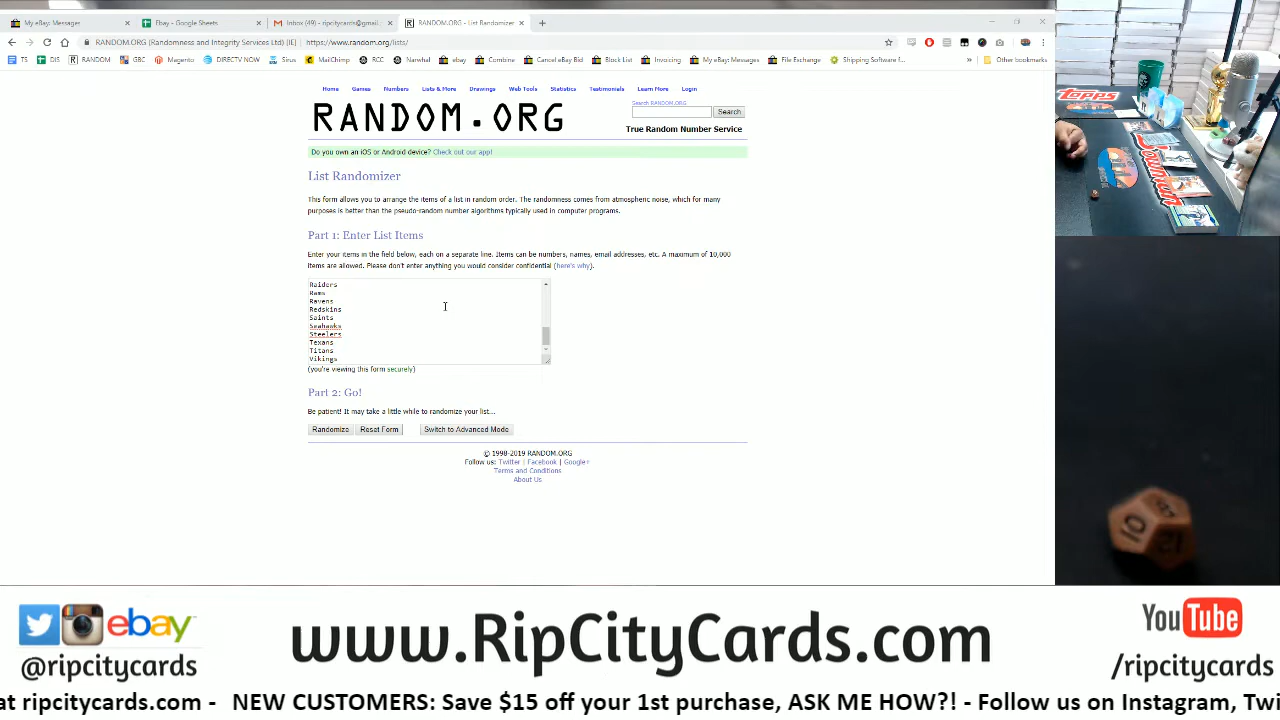 My eBay: Messages
Ebay - Google Sheets
Inbox (49) - ripcitycards@gmail.
RANDOM.ORG - List Randomizer
RANDOM.ORG (Randomness and Integrity Services Ltd) [IE] | https://www.random.org/lists/
TS DIS RANDOM GBC Magento DIRECTV NOW Sirus MailChimp RCC Narwhal ebay Combine Cancel eBay Bid Block List Invoicing My eBay: Messages File Exchange Shipping Software f... » Other bookmarks
Home Games Numbers Lists & More Drawings Web Tools Statistics Testimonials Learn More Login
RANDOM.ORG
Search RANDOM.ORG
Search
True Random Number Service
Do you own an iOS or Android device? Check out our app!
List Randomizer
This form allows you to arrange the items of a list in random order. The randomness comes from atmospheric noise, which for many
purposes is better than the pseudo-random number algorithms typically used in computer programs.
Part 1: Enter List Items
Enter your items in the field below, each on a separate line. Items can be numbers, names, email addresses, etc. A maximum of 10,000
items are allowed. Please don't enter anything you would consider confidential (here's why).
Raiders
Rams
Ravens
Redskins
Saints
Seahawks
Steelers
Texans
Titans
Vikings
(you're viewing this form securely)
Part 2: Go!
Be patient! It may take a little while to randomize your list...
Randomize Reset Form Switch to Advanced Mode
© 1998-2019 RANDOM.ORG
Follow us: Twitter | Facebook | Google+
Terms and Conditions
About Us
Topps
10
ebay
@ripcitycards
www.RipCityCards.com
YouTube
/ripcitycards
at ripcitycards.com - NEW CUSTOMERS: Save $15 off your 1st purchase, ASK ME HOW?! - Follow us on Instagram, Twi